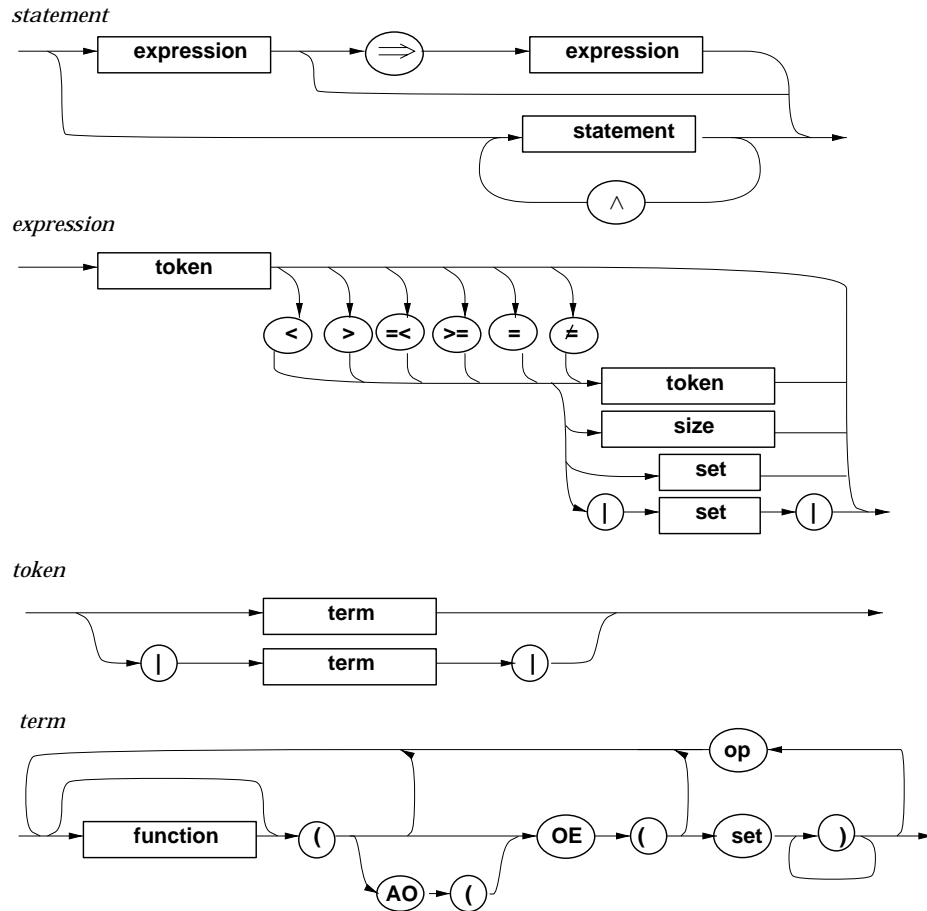 statement
expression ⇒ expression
statement
∧
expression
token
< > =< >= = ≠
token
size
set
| set |
token
term
| term |
term
op
function ( OE ( set )
AO (